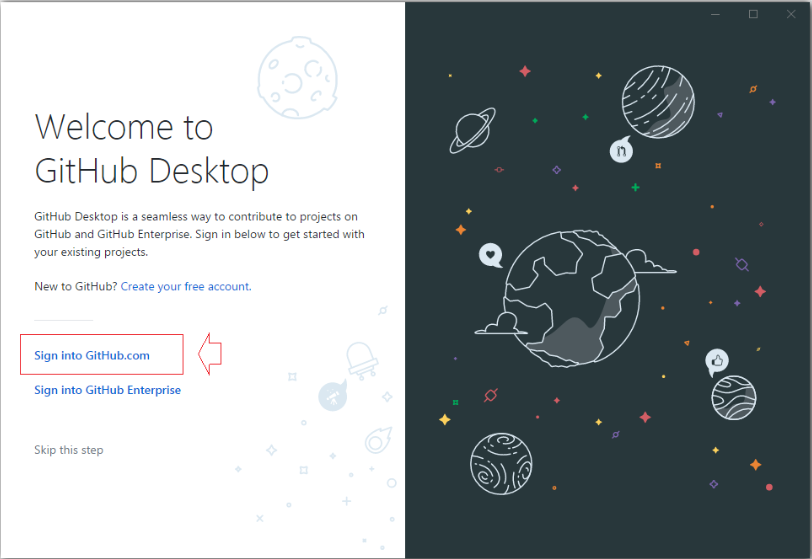 Welcome to
GitHub Desktop
GitHub Desktop is a seamless way to contribute to projects on
GitHub and GitHub Enterprise. Sign in below to get started with
your existing projects.
New to GitHub? Create your free account.
Sign into GitHub.com
Sign into GitHub Enterprise
Skip this step